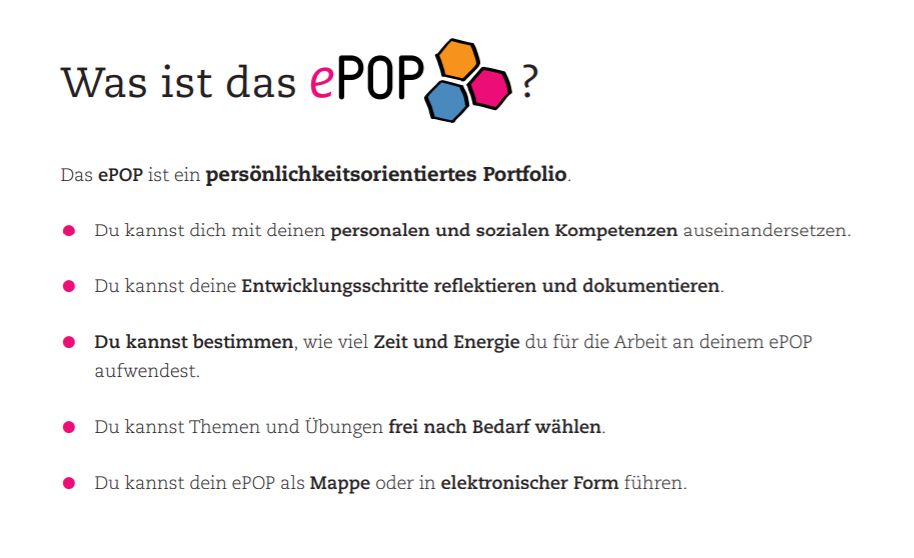 Was ist das ePOP ?
Das ePOP ist ein persönlichkeitsorientiertes Portfolio.
Du kannst dich mit deinen personalen und sozialen Kompetenzen auseinandersetzen.
Du kannst deine Entwicklungsschritte reflektieren und dokumentieren.
Du kannst bestimmen, wie viel Zeit und Energie du für die Arbeit an deinem ePOP
aufwendest.
Du kannst Themen und Übungen frei nach Bedarf wählen.
Du kannst dein ePOP als Mappe oder in elektronischer Form führen.